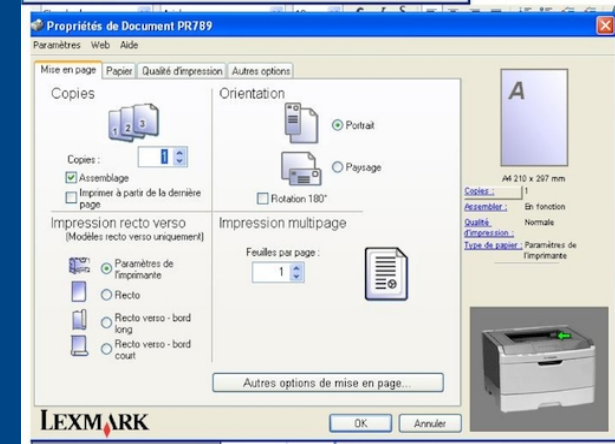 Propriétés de Document PR789
Paramètres Web Aide
Mise en page Papier Qualité d'impression Autres options
Copies
1 2 3
Copies : 1
Assemblage
Imprimer à partir de la dernière
page
Orientation
Portrait
Paysage
Rotation 180°
Impression recto verso
(Modèles recto verso uniquement)
Paramètres de
l'imprimante
Recto
Recto verso - bord
long
Recto verso - bord
court
Impression multipage
Feuilles par page :
1
Autres options de mise en page...
A
A4 210 x 297 mm
Copies : 1
Assembler : En fonction
Qualité Normale
d'impression :
Type de papier : Paramètres de
l'imprimante
LEXMARK
OK Annuler